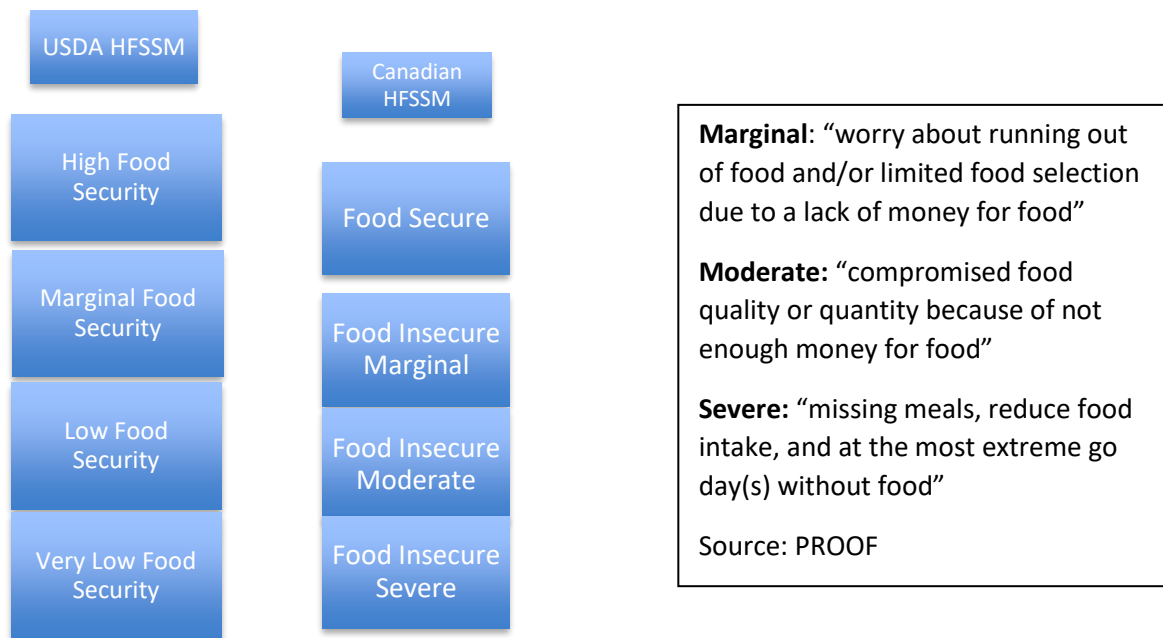 USDA HFSSM
High Food
Security
Marginal Food
Security
Low Food
Security
Very Low Food
Security
Canadian
HFSSM
Food Secure
Food Insecure
Marginal
Food Insecure
Moderate
Food Insecure
Severe
Marginal: “worry about running out
of food and/or limited food selection
due to a lack of money for food”
Moderate: “compromised food
quality or quantity because of not
enough money for food”
Severe: “missing meals, reduce food
intake, and at the most extreme go
day(s) without food”
Source: PROOF